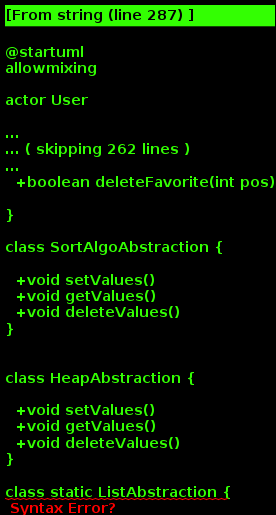 [From string (line 287) ]
@startuml
allowmixing
actor User
...
... ( skipping 262 lines )
...
+boolean deleteFavorite(int pos)
}
class SortAlgoAbstraction {
+void setValues()
+void getValues()
+void deleteValues()
}
class HeapAbstraction {
+void setValues()
+void getValues()
+void deleteValues()
}
class static ListAbstraction {
Syntax Error?